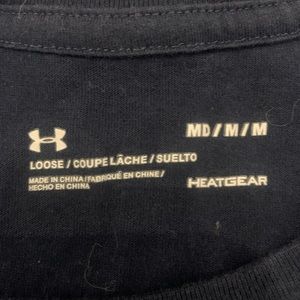 MD / M / M
LOOSE / COUPE LÂCHE / SUELTO
MADE IN CHINA / FABRIQUÉ EN CHINE /
HECHO EN CHINA
HEATGEAR